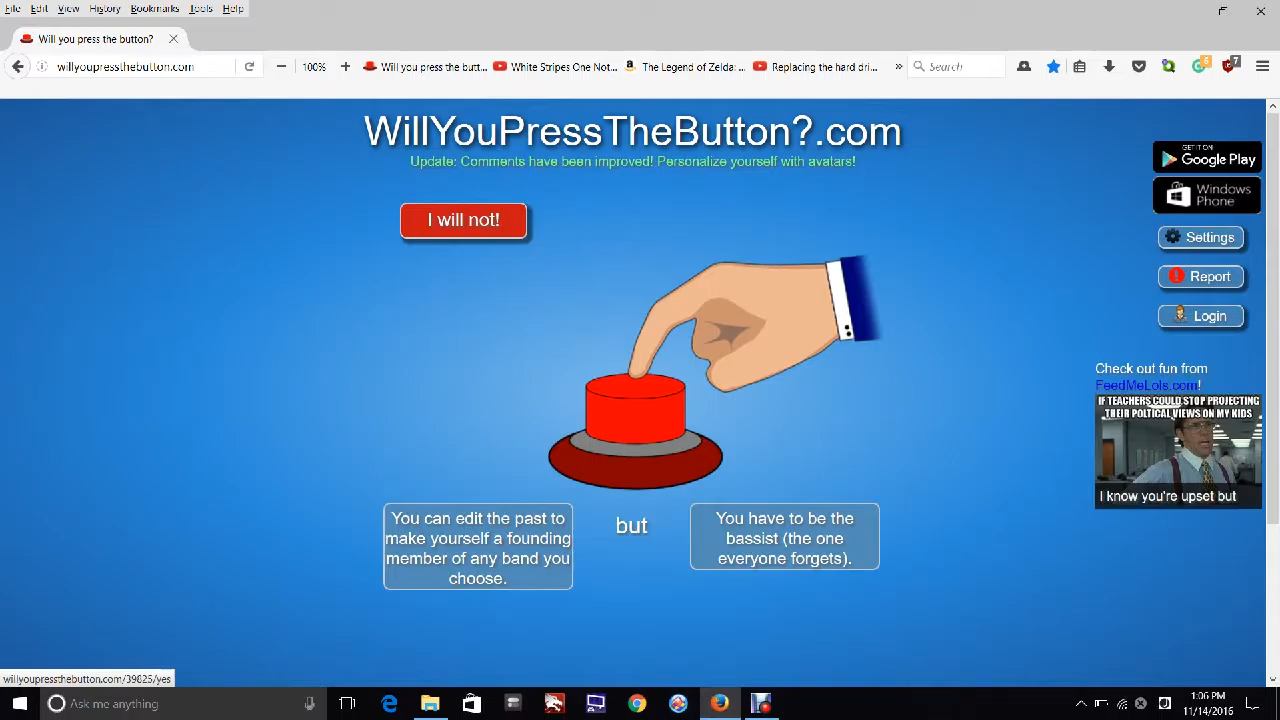 File Edit View History Bookmarks Tools Help
Will you press the button?
willyoupressthebutton.com 100% Will you press the butt... White Stripes One Not... The Legend of Zelda: ... Replacing the hard dri... » Search 6 7
WillYouPressTheButton?.com
Update: Comments have been improved! Personalize yourself with avatars!
GET IT ON
Google Play
Windows
Phone
I will not!
Settings
Report
Login
Check out fun from
FeedMeLols.com!
IF TEACHERS COULD STOP PROJECTING
THEIR POLTICAL VIEWS ON MY KIDS
I know you're upset but
You can edit the past to
make yourself a founding
member of any band you
choose.
but
You have to be the
bassist (the one
everyone forgets).
willyoupressthebutton.com/39825/yes
Ask me anything
1:06 PM
11/14/2016